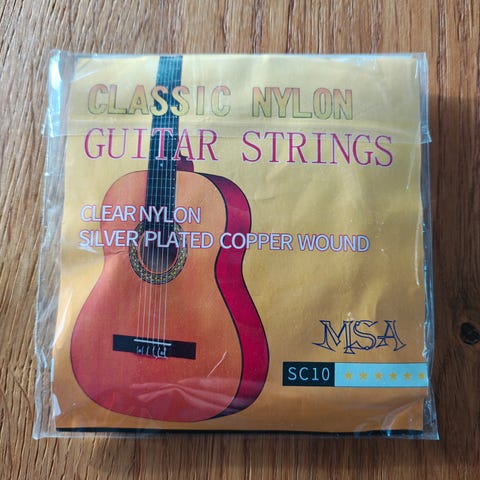 CLASSIC NYLON
GUITAR STRINGS
CLEAR NYLON
SILVER PLATED COPPER WOUND
MSA
SC10